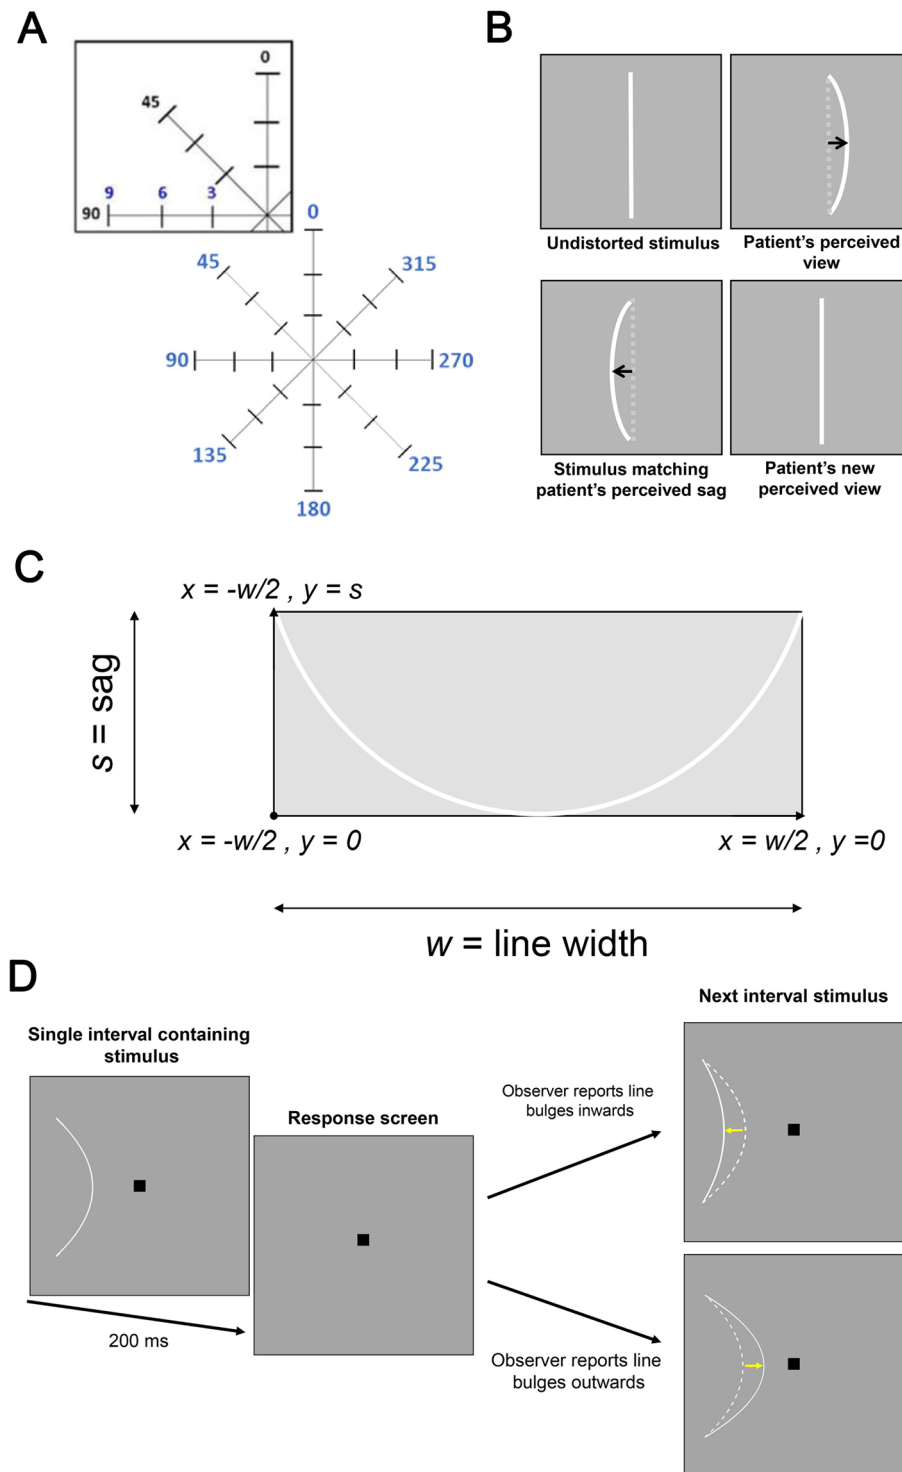 A
0
45
9 6 3
90
0
45
315
90
270
135
225
180
B
Undistorted stimulus
Patient's perceived
view
Stimulus matching
patient's perceived sag
Patient's new
perceived view
C
x = -w/2 , y = s
s = sag
x = -w/2 , y = 0
x = w/2 , y =0
w = line width
D
Single interval containing
stimulus
200 ms
Response screen
Observer reports line
bulges inwards
Observer reports line
bulges outwards
Next interval stimulus